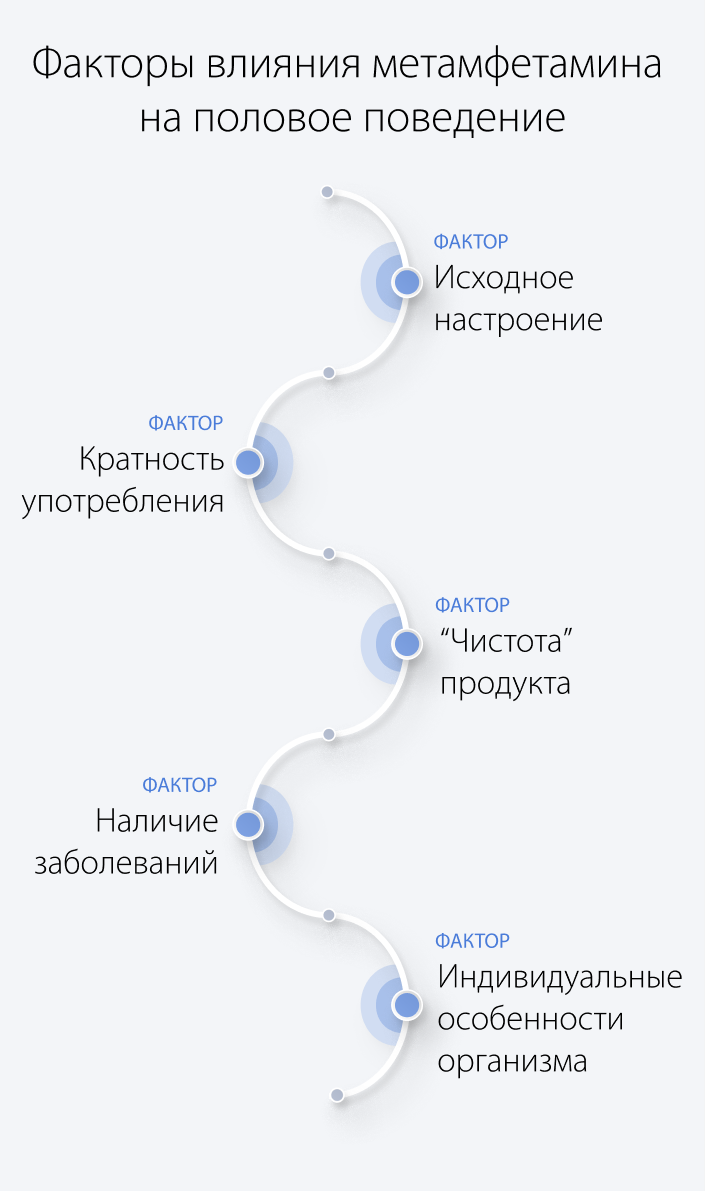 Факторы влияния метамфетамина
на половое поведение
ФАКТОР
Исходное
настроение
ФАКТОР
Кратность
употребления
ФАКТОР
“Чистота”
продукта
ФАКТОР
Наличие
заболеваний
ФАКТОР
Индивидуальные
особенности
организма